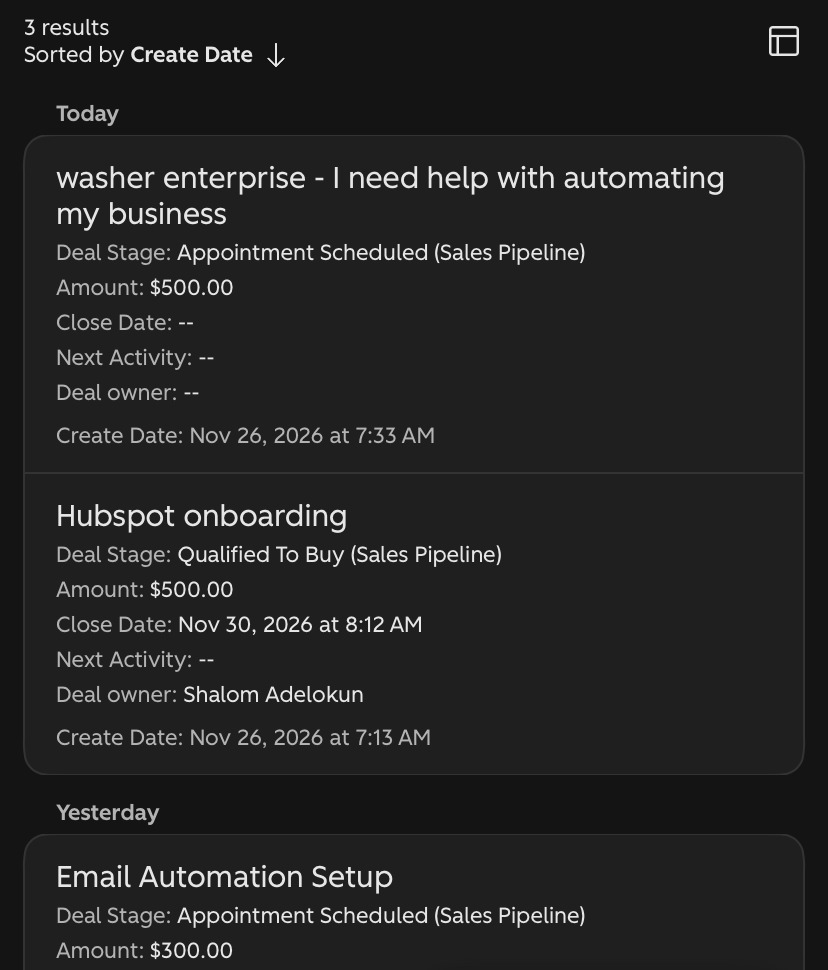 3 results
Sorted by Create Date ↓
Today
washer enterprise - I need help with automating
my business
Deal Stage: Appointment Scheduled (Sales Pipeline)
Amount: $500.00
Close Date: --
Next Activity: --
Deal owner: --
Create Date: Nov 26, 2026 at 7:33 AM
Hubspot onboarding
Deal Stage: Qualified To Buy (Sales Pipeline)
Amount: $500.00
Close Date: Nov 30, 2026 at 8:12 AM
Next Activity: --
Deal owner: Shalom Adelokun
Create Date: Nov 26, 2026 at 7:13 AM
Yesterday
Email Automation Setup
Deal Stage: Appointment Scheduled (Sales Pipeline)
Amount: $300.00